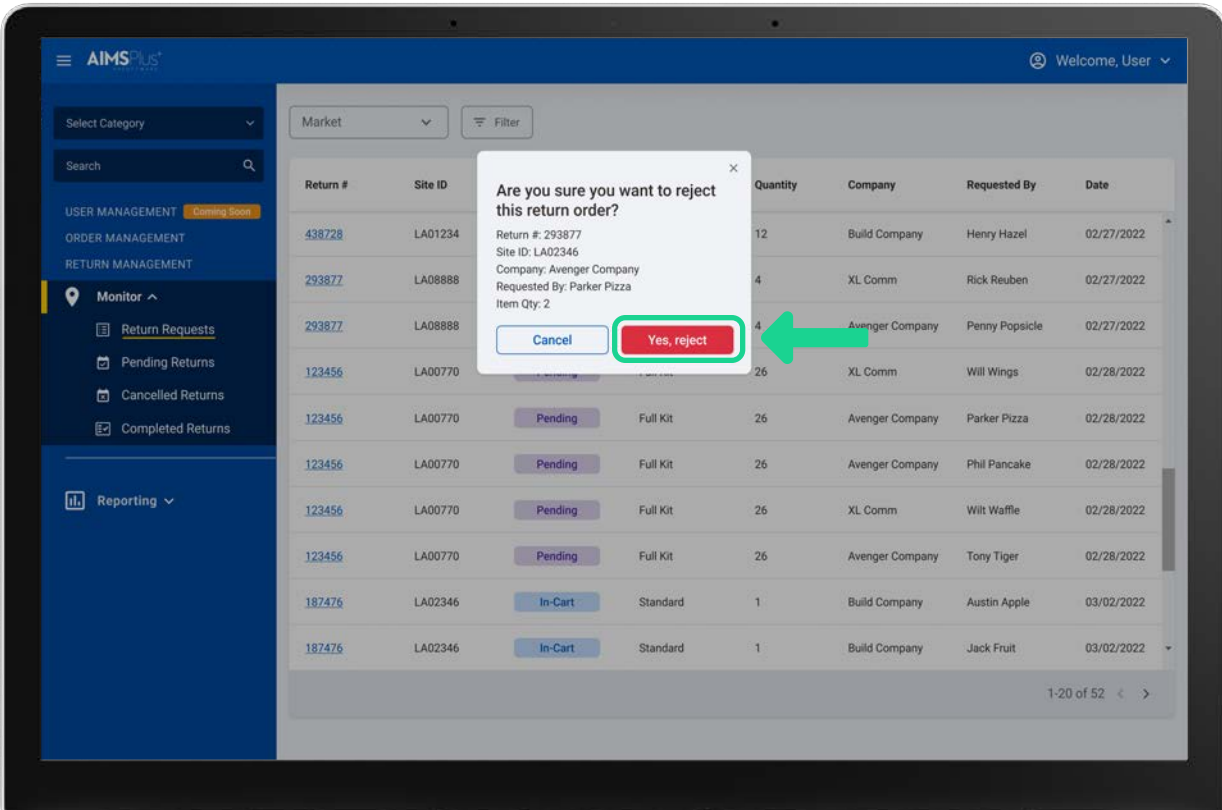 AIMSPlus+
Welcome, User
Select Category
Search
USER MANAGEMENT Coming Soon
ORDER MANAGEMENT
RETURN MANAGEMENT
Monitor
Return Requests
Pending Returns
Cancelled Returns
Completed Returns
Reporting
Market Filter
Return # Site ID Quantity Company Requested By Date
438728 LA01234 12 Build Company Henry Hazel 02/27/2022
293877 LA08888 4 XL Comm Rick Reuben 02/27/2022
293877 LA08888 4 Avenger Company Penny Popsicle 02/27/2022
123456 LA00770 26 XL Comm Will Wings 02/28/2022
123456 LA00770 Pending Full Kit 26 Avenger Company Parker Pizza 02/28/2022
123456 LA00770 Pending Full Kit 26 Avenger Company Phil Pancake 02/28/2022
123456 LA00770 Pending Full Kit 26 XL Comm Wilt Waffle 02/28/2022
123456 LA00770 Pending Full Kit 26 Avenger Company Tony Tiger 02/28/2022
187476 LA02346 In-Cart Standard 1 Build Company Austin Apple 03/02/2022
187476 LA02346 In-Cart Standard 1 Build Company Jack Fruit 03/02/2022
1-20 of 52
Are you sure you want to reject
this return order?
Return #: 293877
Site ID: LA02346
Company: Avenger Company
Requested By: Parker Pizza
Item Qty: 2
Cancel Yes, reject